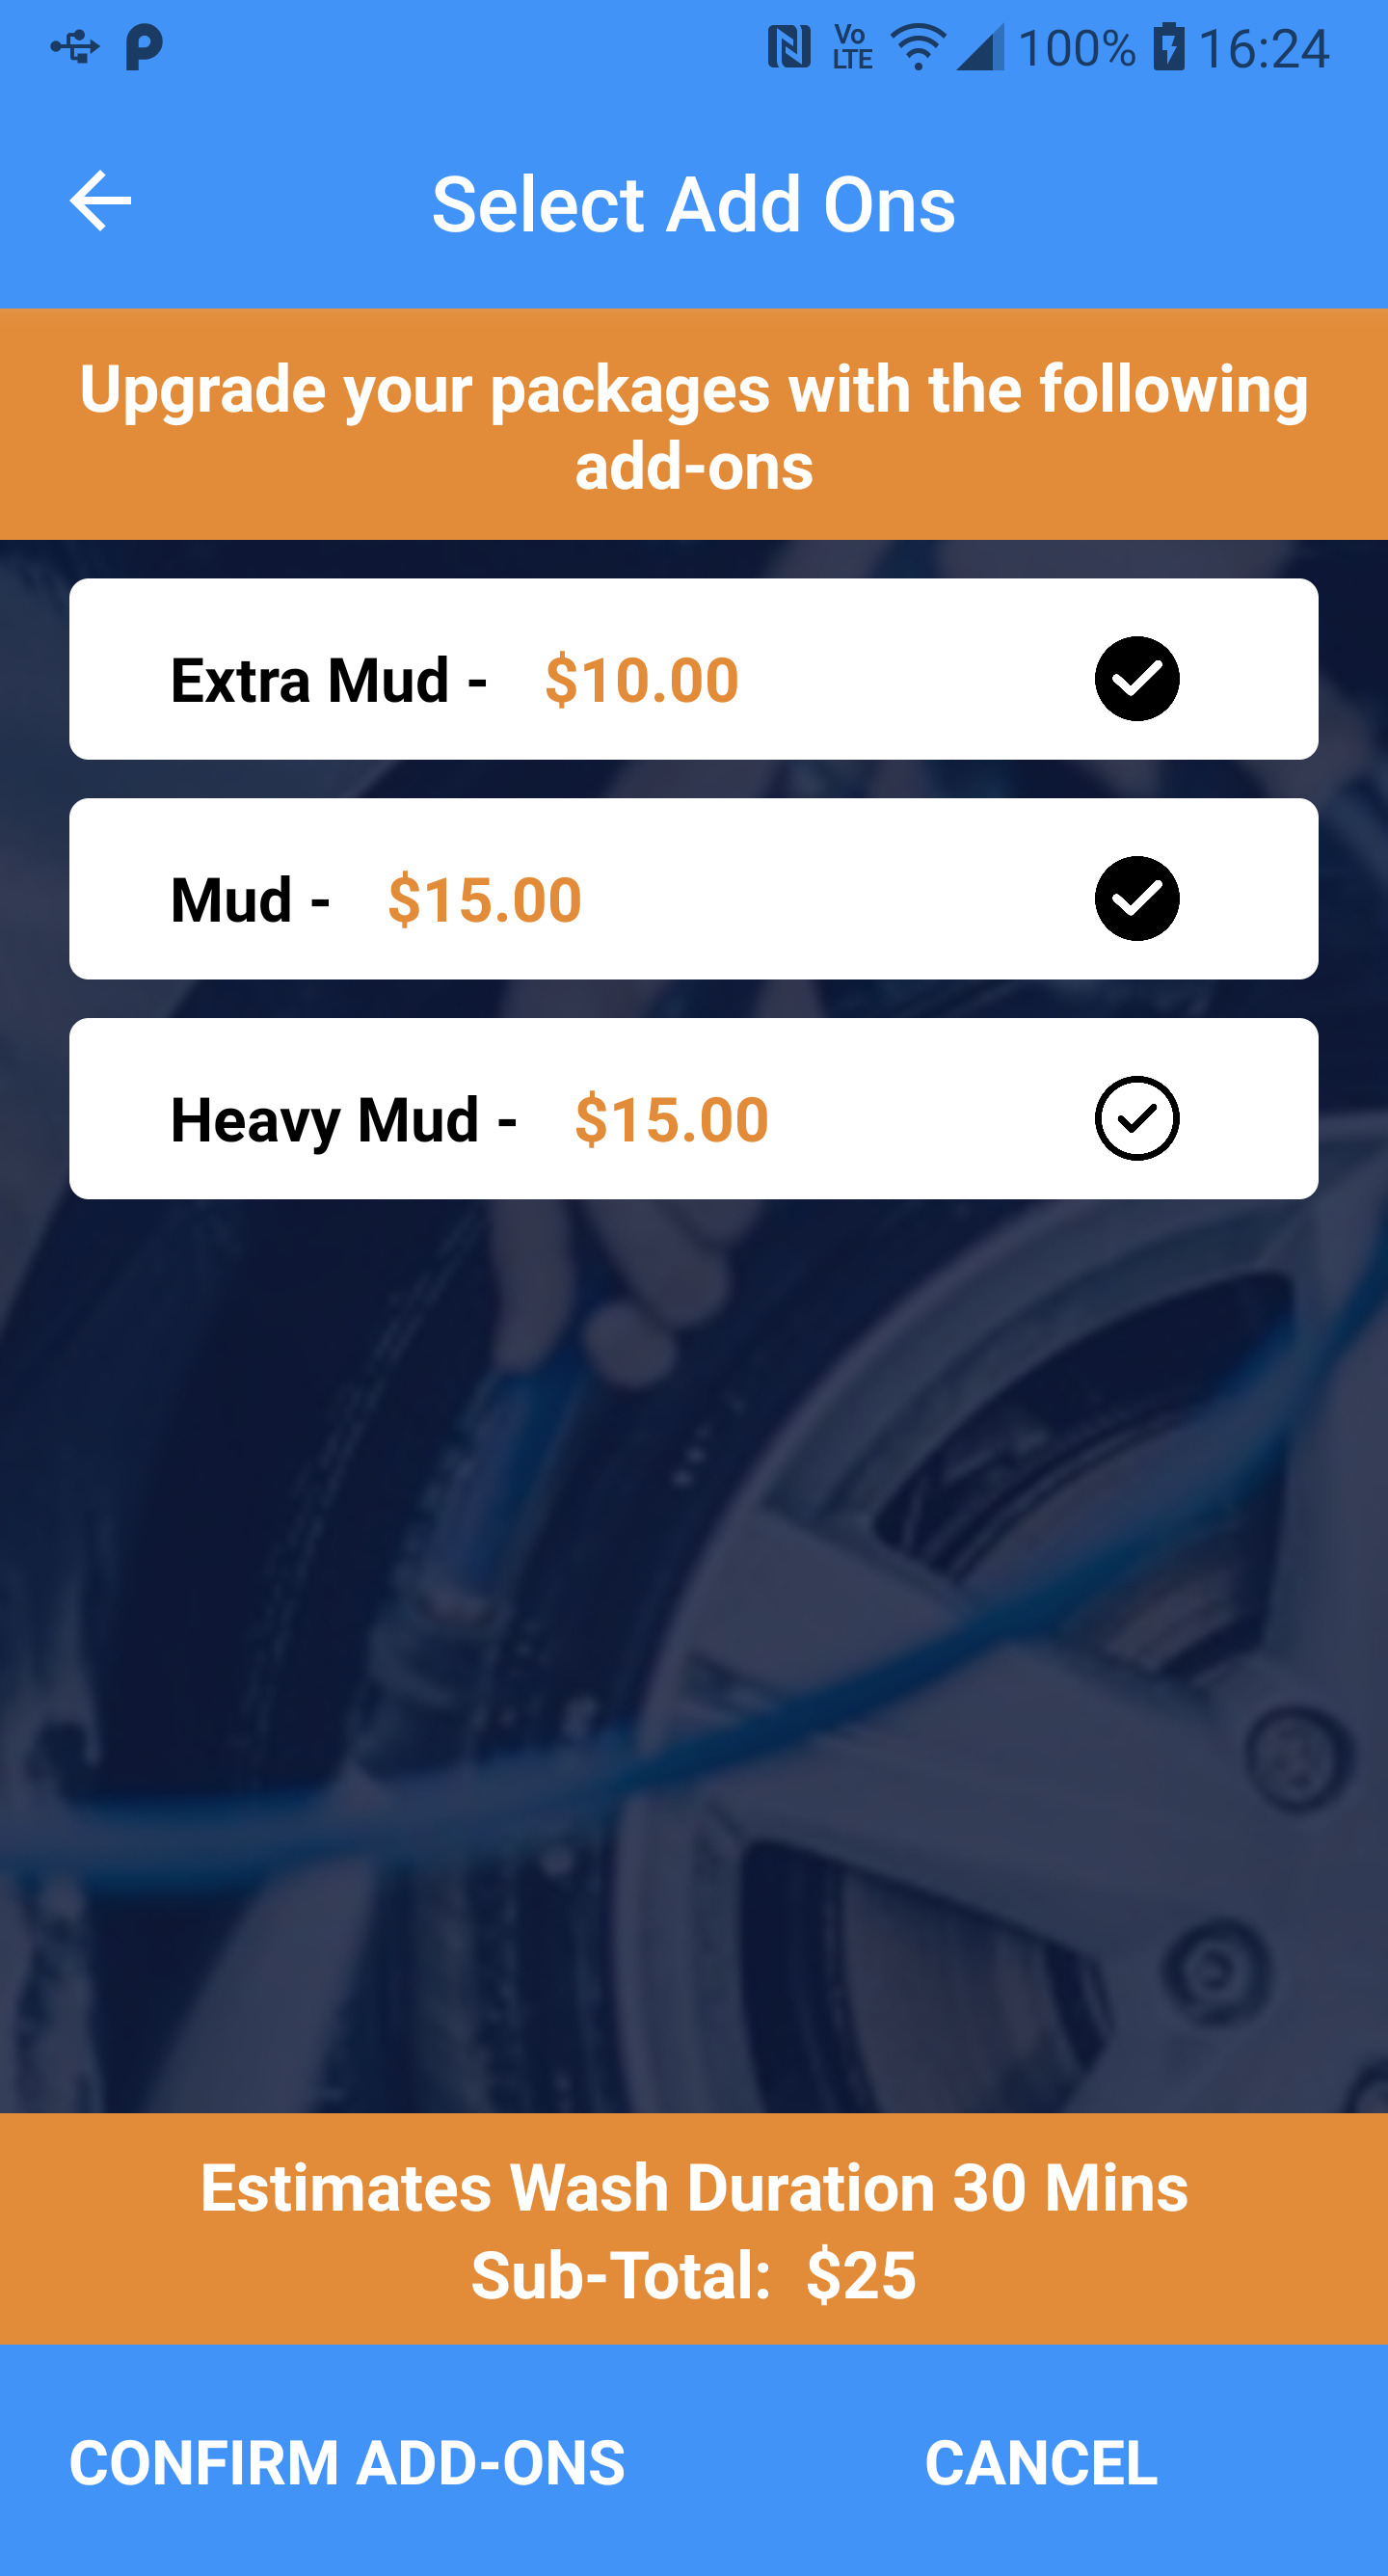 Vo
LTE
100%
16:24
Select Add Ons
Upgrade your packages with the following
add-ons
Extra Mud - $10.00
Mud - $15.00
Heavy Mud - $15.00
Estimates Wash Duration 30 Mins
Sub-Total: $25
CONFIRM ADD-ONS
CANCEL